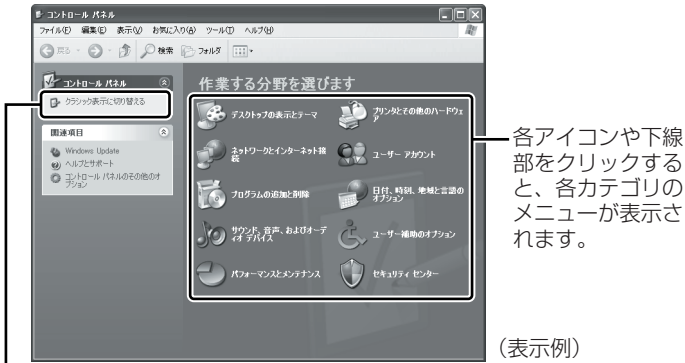 コントロール パネル
ファイル(F) 編集(E) 表示(V) お気に入り(A) ツール(T) ヘルプ(H)
戻る 検索 フォルダ
コントロール パネル
クラシック表示に切り替える
関連項目
Windows Update
ヘルプとサポート
コントロール パネルのその他のオ
プション
作業する分野を選びます
デスクトップの表示とテーマ
プリンタとその他のハードウェ
ア
ネットワークとインターネット接
続
ユーザー アカウント
プログラムの追加と削除
日付、時刻、地域と言語の
オプション
サウンド、音声、およびオーデ
ィオ デバイス
ユーザー補助のオプション
パフォーマンスとメンテナンス
セキュリティ センター
各アイコンや下線
部をクリックする
と、各カテゴリの
メニューが表示さ
れます。
(表示例)